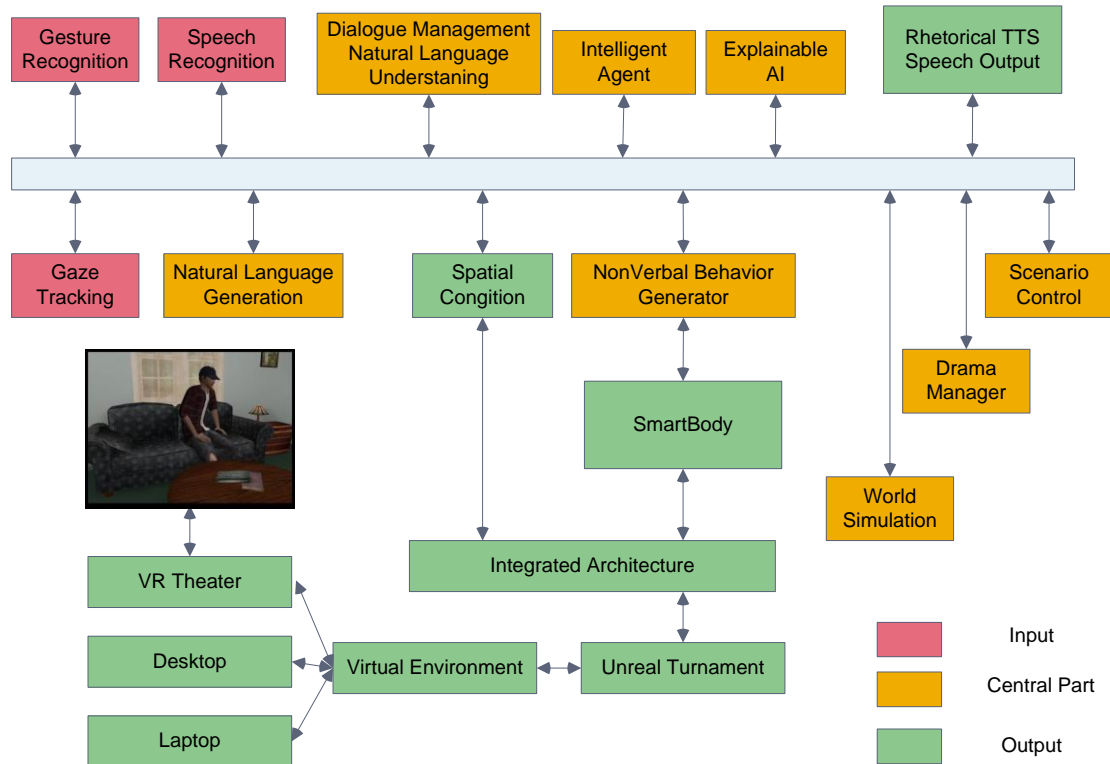 Gesture
Recognition
Speech
Recognition
Dialogue Management
Natural Language
Understaning
Intelligent
Agent
Explainable
AI
Rhetorical TTS
Speech Output
Gaze
Tracking
Natural Language
Generation
Spatial
Congition
NonVerbal Behavior
Generator
Scenario
Control
Drama
Manager
SmartBody
World
Simulation
Integrated Architecture
VR Theater
Desktop
Virtual Environment
Unreal Turnament
Laptop
Input
Central Part
Output